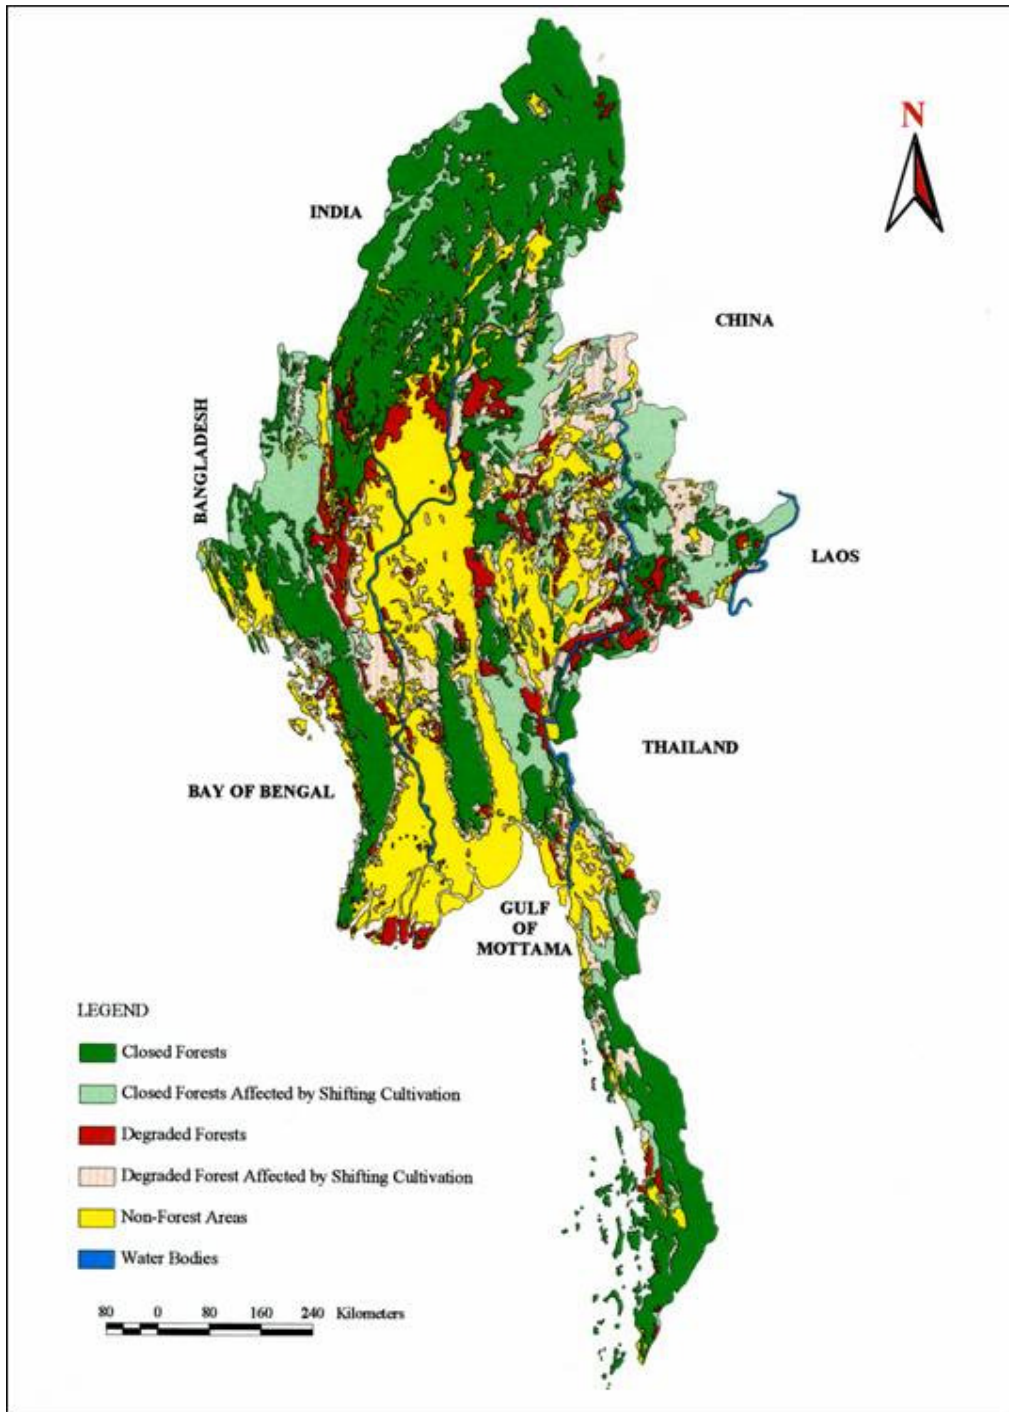 N
INDIA
CHINA
BANGLADESH
LAOS
THAILAND
BAY OF BENGAL
GULF
OF
MOTTAMA
LEGEND
Closed Forests
Closed Forests Affected by Shifting Cultivation
Degraded Forests
Degraded Forest Affected by Shifting Cultivation
Non-Forest Areas
Water Bodies
80 0 80 160 240 Kilometers